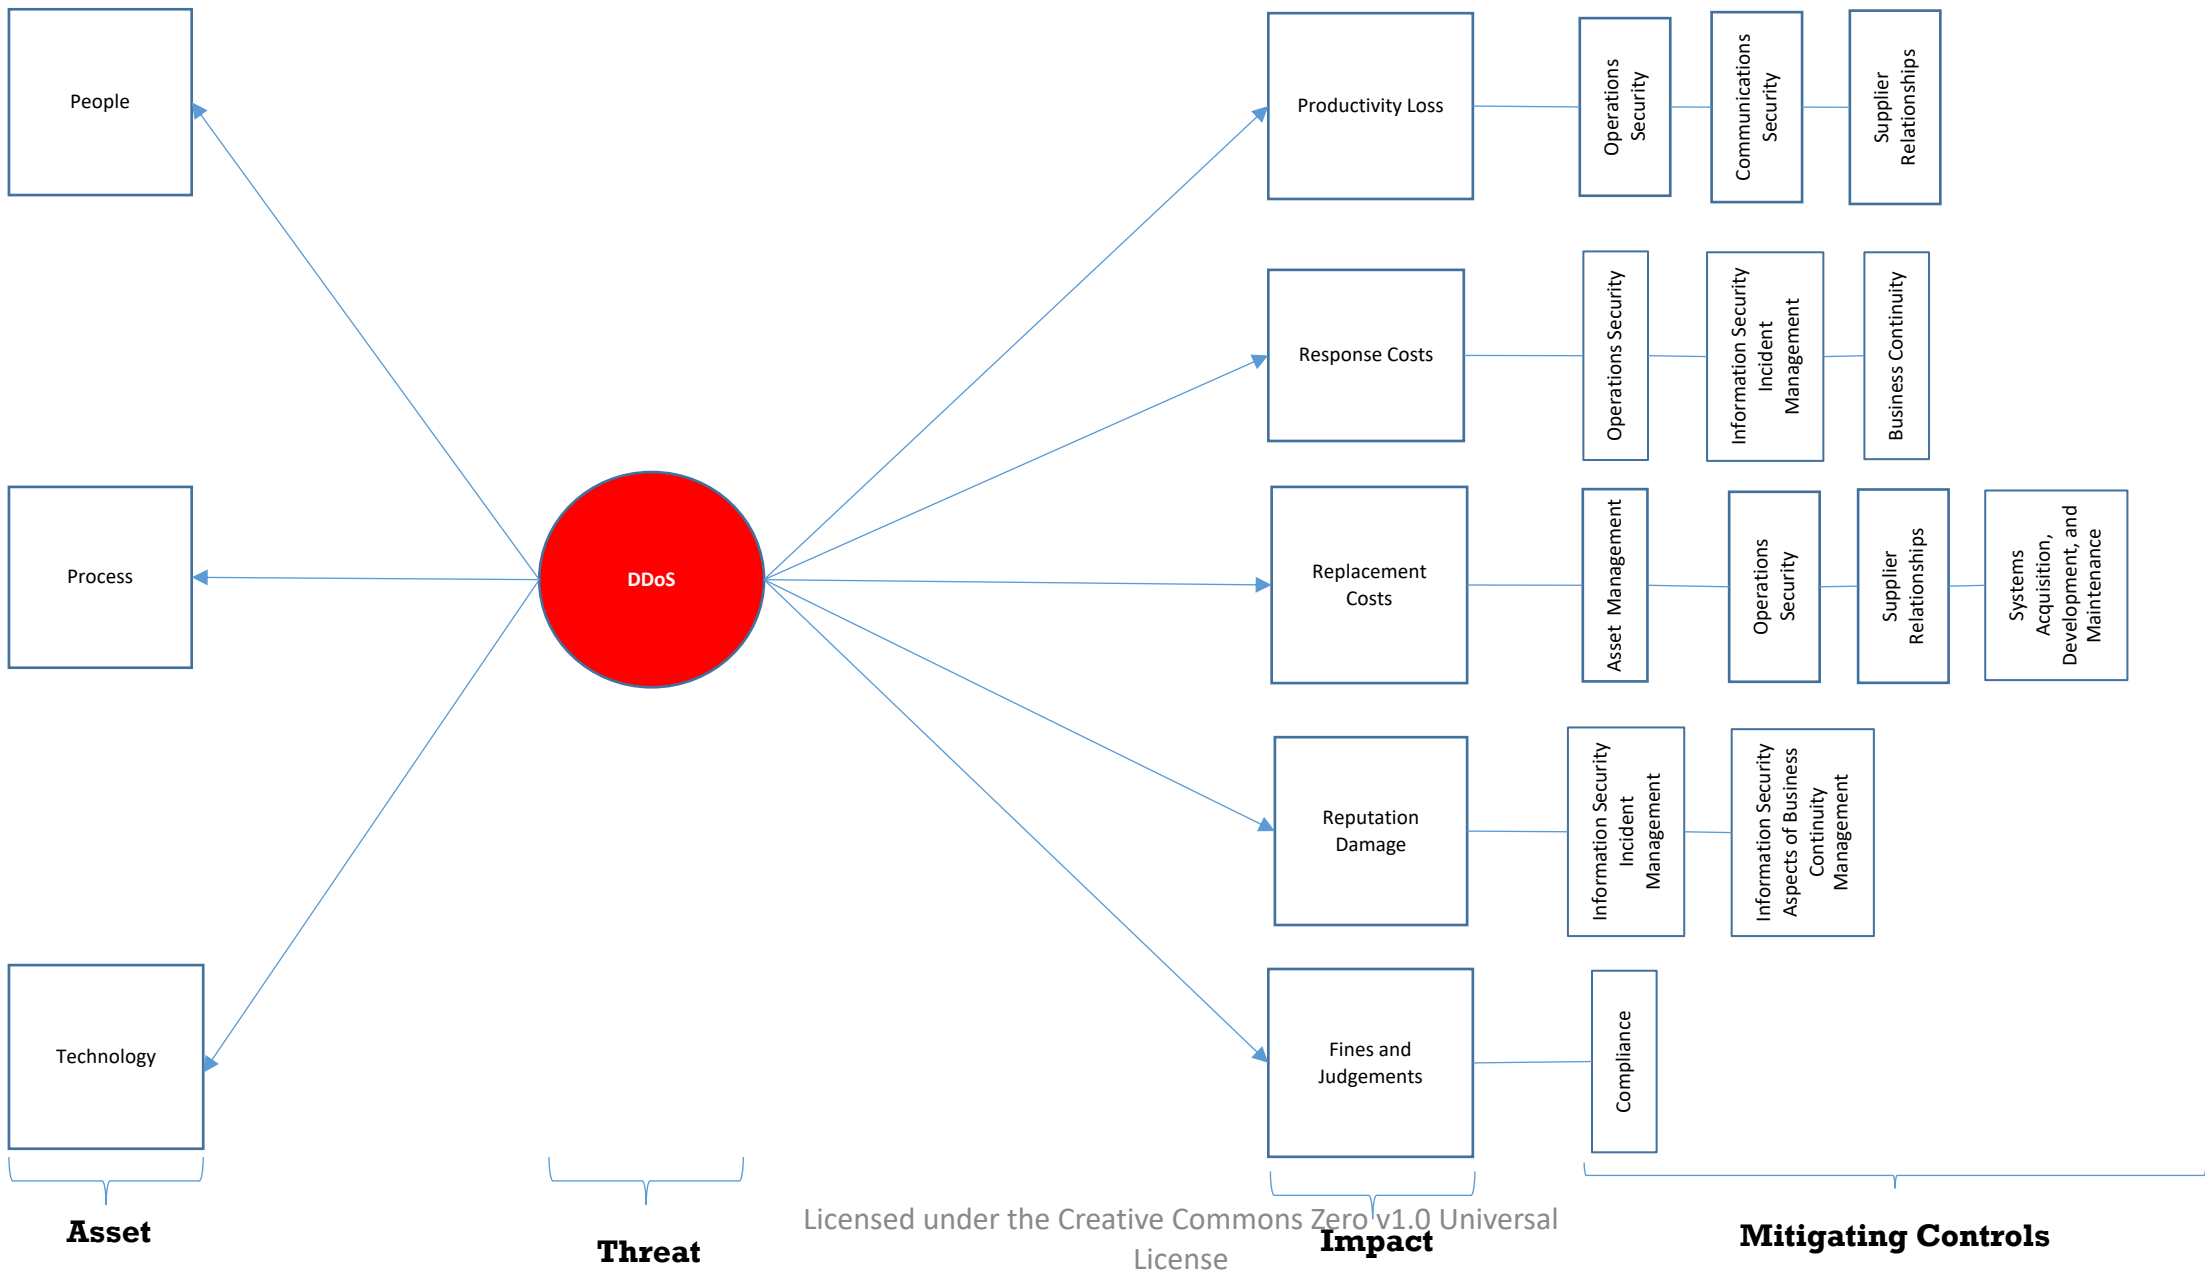 People
Process
Technology
DDoS
Productivity Loss
Operations
Security
Communications
Security
Supplier
Relationships
Response Costs
Operations Security
Information Security
Incident
Management
Business Continuity
Replacement
Costs
Asset Management
Operations
Security
Supplier
Relationships
Systems
Acquisition,
Development, and
Maintenance
Reputation
Damage
Information Security
Incident
Management
Information Security
Aspects of Business
Continuity
Management
Fines and
Judgements
Compliance
Asset
Threat
Impact
Mitigating Controls
Licensed under the Creative Commons Zero v1.0 Universal
License